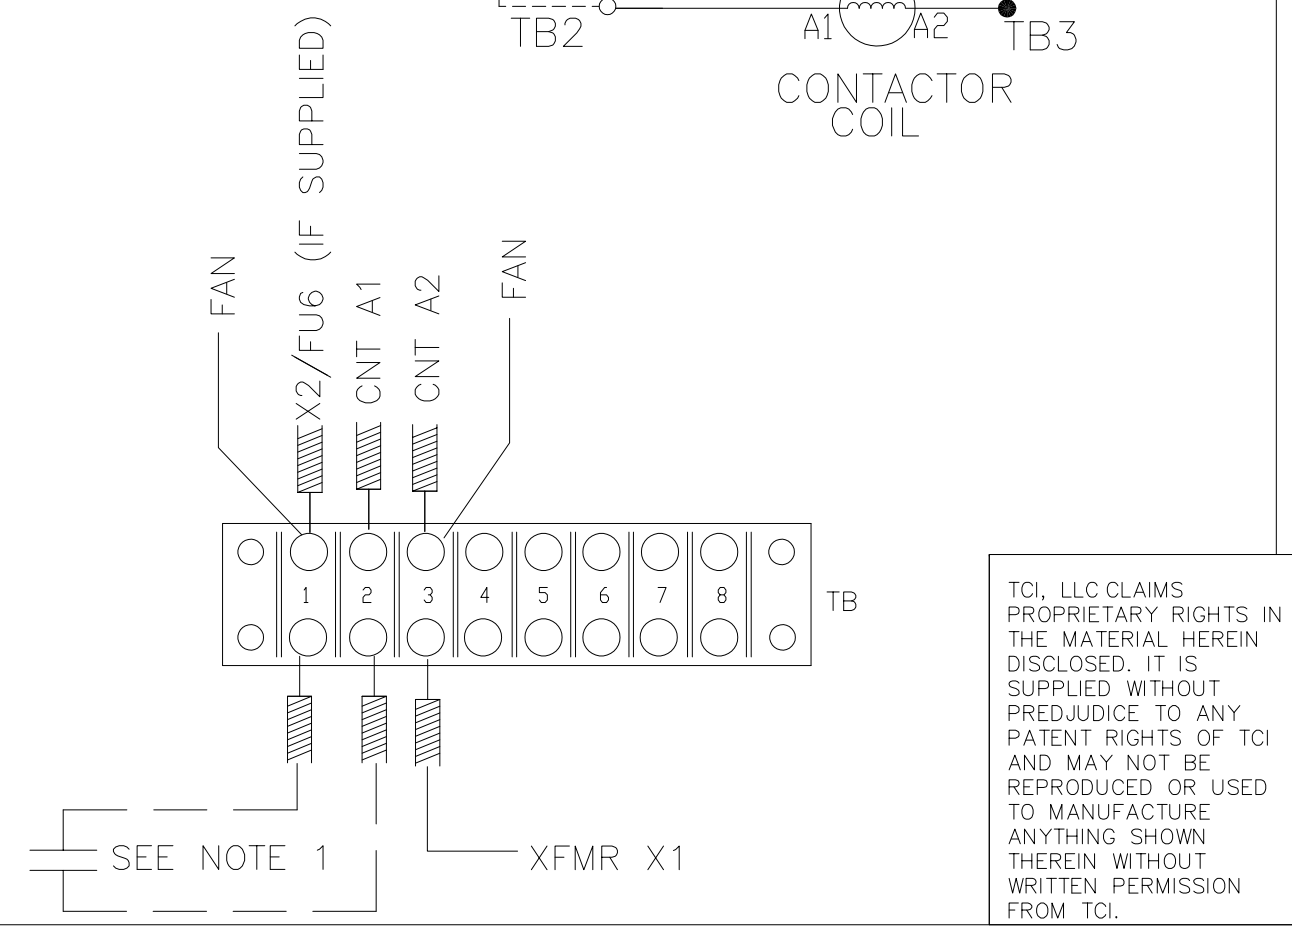 TB2
A1
A2
TB3
CONTACTOR
COIL
FAN
X2/FU6 (IF SUPPLIED)
CNT A1
CNT A2
FAN
1 2 3 4 5 6 7 8
TB
SEE NOTE 1
XFMR X1
TCI, LLC CLAIMS
PROPRIETARY RIGHTS IN
THE MATERIAL HEREIN
DISCLOSED. IT IS
SUPPLIED WITHOUT
PREDJUDICE TO ANY
PATENT RIGHTS OF TCI
AND MAY NOT BE
REPRODUCED OR USED
TO MANUFACTURE
ANYTHING SHOWN
THEREIN WITHOUT
WRITTEN PERMISSION
FROM TCI.